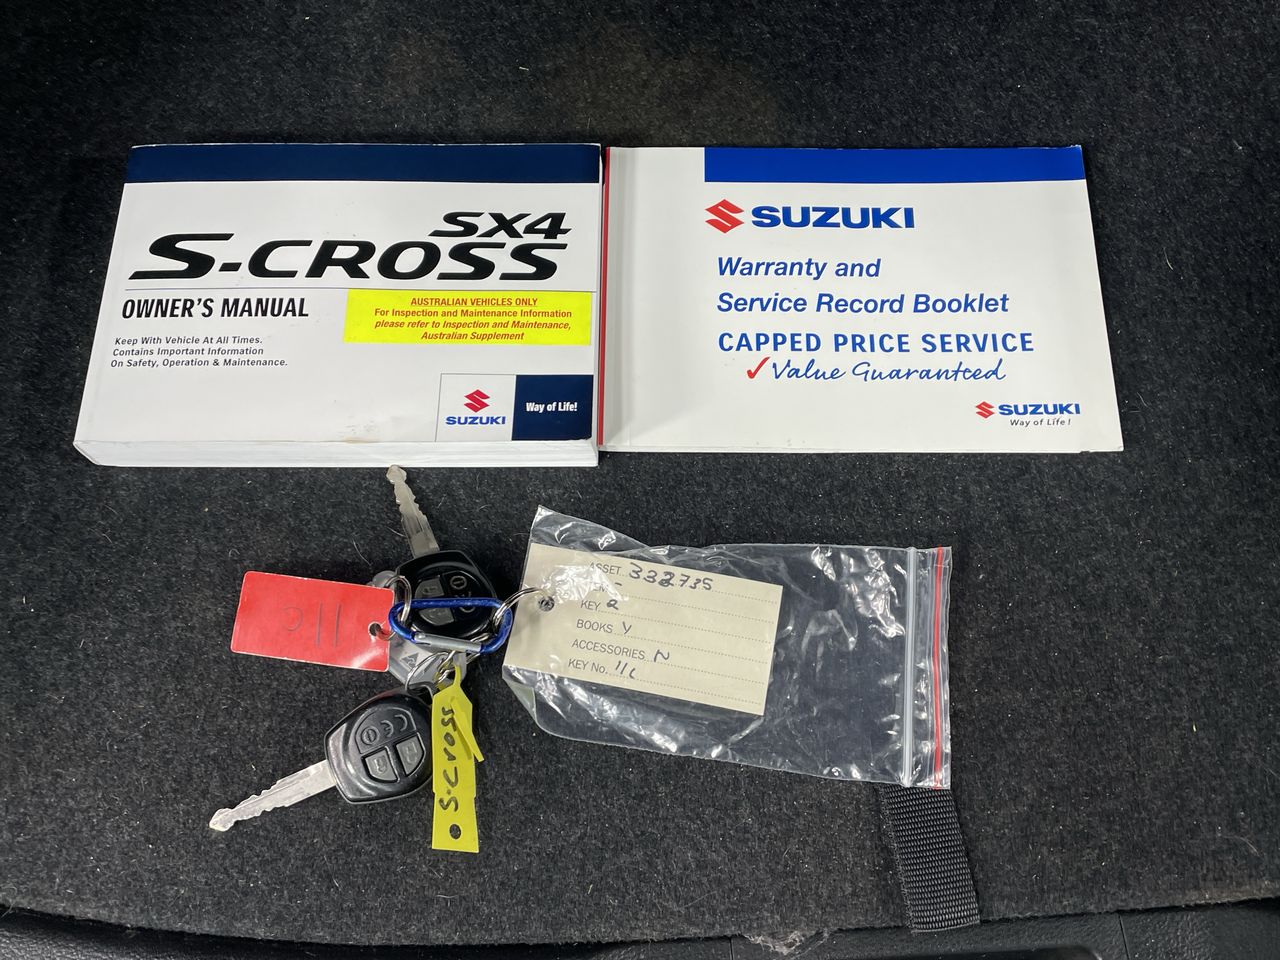 SX4
S-CROSS
OWNER'S MANUAL
AUSTRALIAN VEHICLES ONLY
For Inspection and Maintenance Information
please refer to Inspection and Maintenance,
Australian Supplement
Keep With Vehicle At All Times.
Contains Important Information
On Safety, Operation & Maintenance.
SUZUKI
Way of Life!
SUZUKI
Warranty and
Service Record Booklet
CAPPED PRICE SERVICE
Value Guaranteed
SUZUKI
Way of Life!
ASSET 332735
KEY 2
BOOKS Y
ACCESSORIES N
KEY No. 11C
11C
S-CROSS